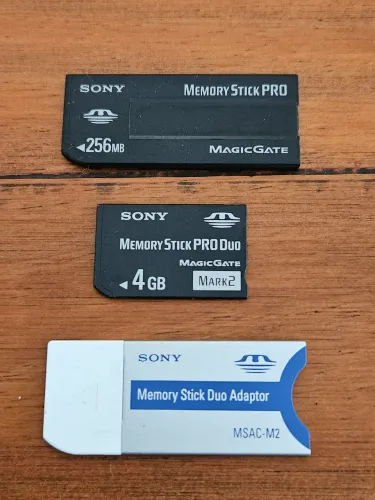 SONY MEMORY STICK PRO
◄256MB
MAGICGATE
SONY
MEMORY STICK PRO DUO
MAGICGATE
◄4GB MARK2
SONY
Memory Stick Duo Adaptor
MSAC-M2